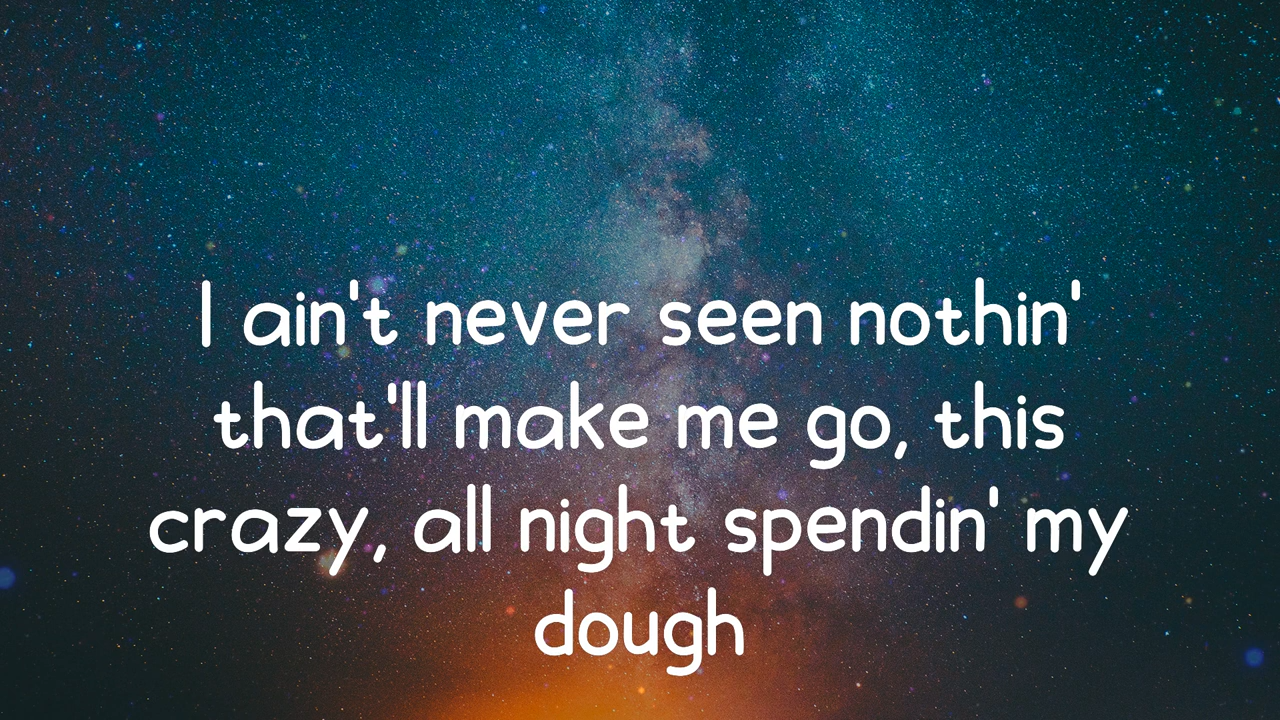 I ain't never seen nothin'
that'll make me go, this
crazy, all night spendin' my
dough